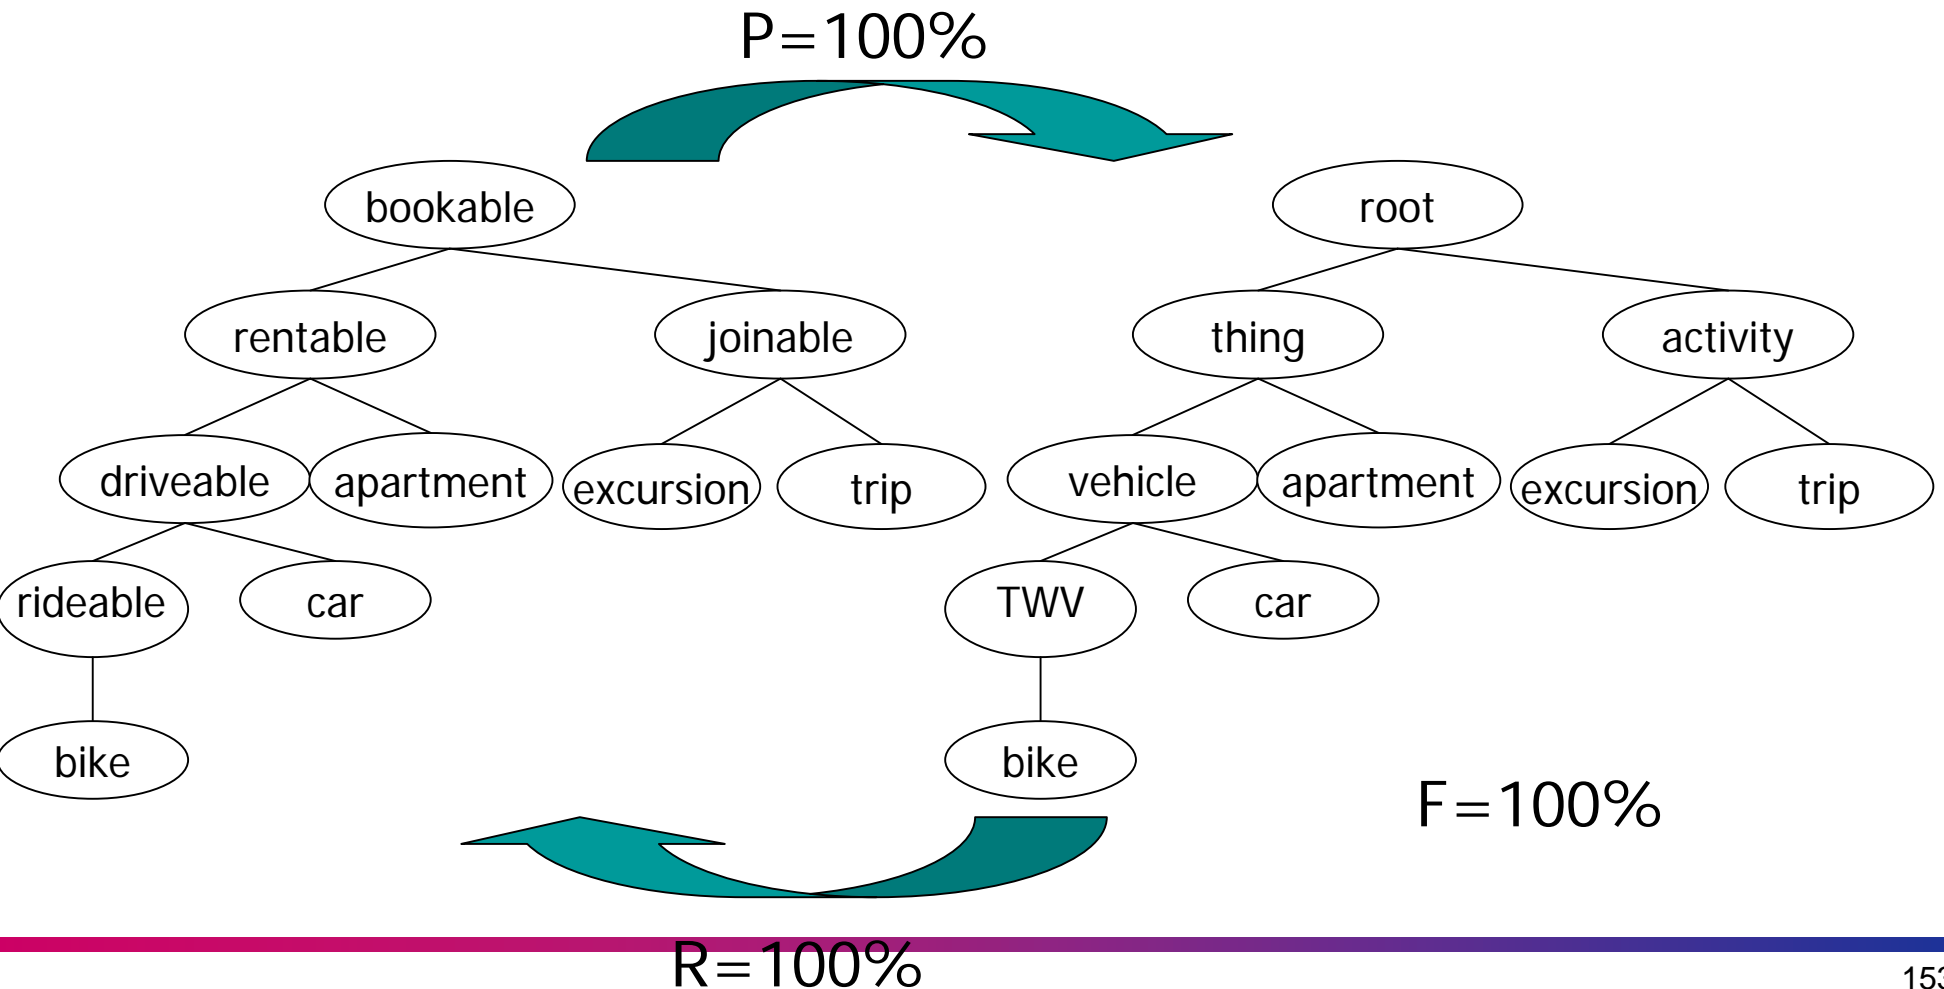 P=100%
bookable root
rentable joinable thing activity
driveable apartment excursion trip vehicle apartment excursion trip
rideable car TWV car
bike bike
F=100%
R=100%
153